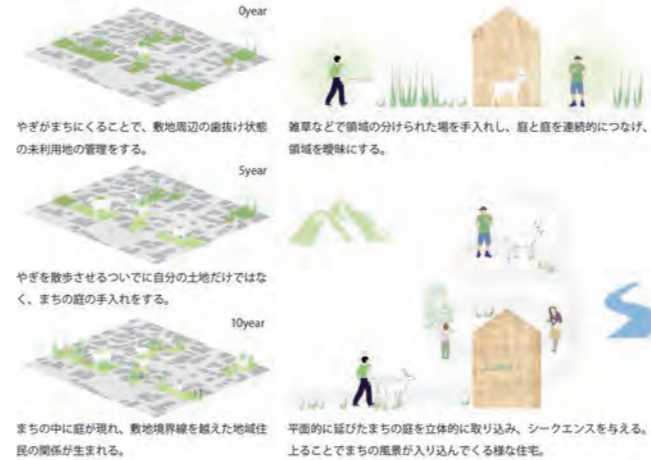 0year
やぎがまちにくることで、敷地周辺の歯抜け状態
の未利用地の管理をする。
5year
やぎを散歩させるついでに自分の土地だけではな
く、まちの庭の手入れをする。
10year
まちの中に庭が現れ、敷地境界線を越えた地域住
民の関係が生まれる。
雑草などで領域の分けられた場を手入れし、庭と庭を連続的につなげ、
領域を曖昧にする。
平面的に延びたまちの庭を立体的に取り込み、シークエンスを与える。
上ることでまちの風景が入り込んでくる様な住宅。